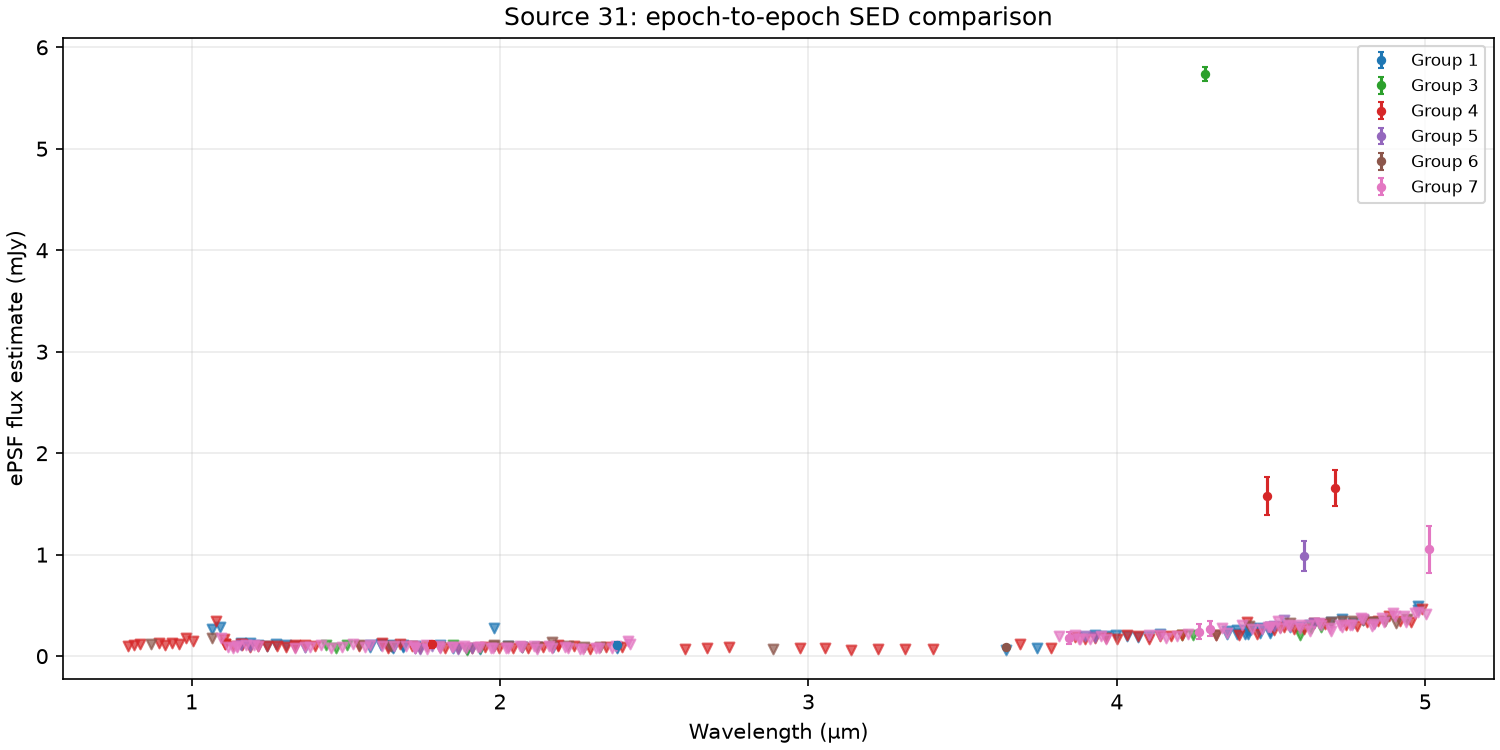 Source 31: epoch-to-epoch SED comparison
ePSF flux estimate (mJy)
6
5
4
3
2
1
0
Group 1
Group 3
Group 4
Group 5
Group 6
Group 7
1 2 3 4 5
Wavelength (µm)